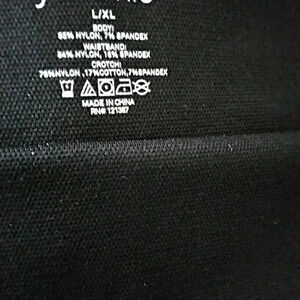 L/XL
BODY:
93% NYLON, 7% SPANDEX
WAISTBAND:
84% NYLON, 16% SPANDEX
CROTCH:
76%NYLON ,17%COTTON,7%SPANDEX
MADE IN CHINA
RN# 121387